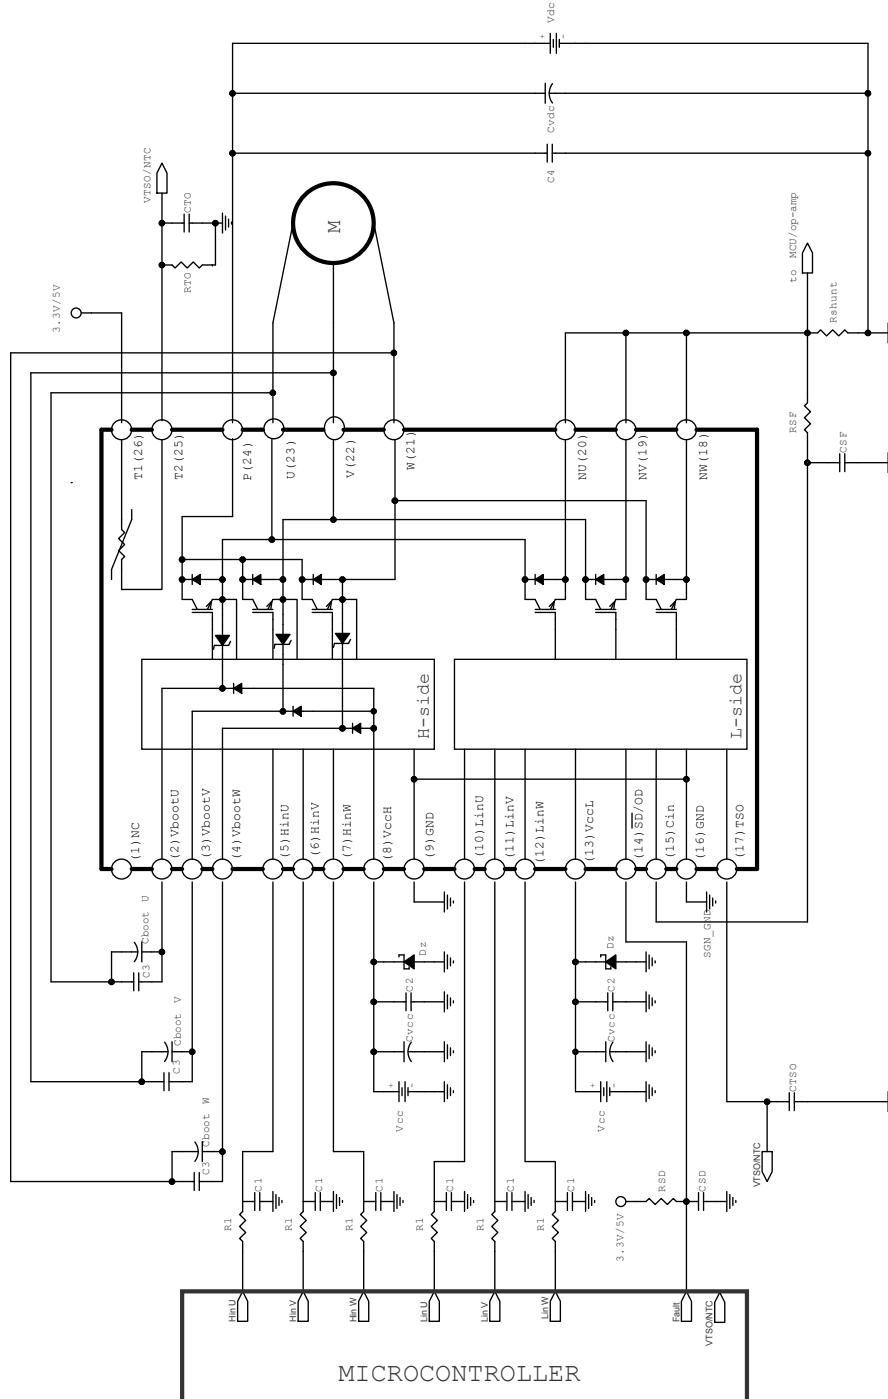 Vdc
+
-
Cvdc
C4
VTSO/NTC
CTO
RTO
M
3.3V/5V
to MCU/op-amp
Rshunt
RSF
CSF
T1(26)
T2(25)
P(24)
U(23)
V(22)
W(21)
NU(20)
NV(19)
NW(18)
H-side
L-side
(1)NC
(2)VbootU
(3)VbootV
(4)VbootW
(5)HinU
(6)HinV
(7)HinW
(8)VccH
(9)GND
(10)LinU
(11)LinV
(12)LinW
(13)VccL
(14)SD/OD
(15)Cin
(16)GND
(17)TSO
Cboot U
C3
Cboot V
C3
Cboot W
C3
Dz
C2
Cvcc
+
-
Vcc
Dz
C2
Cvcc
+
-
Vcc
SGN_GND
CTSO
VTSO/NTC
R1
C1
R1
C1
R1
C1
R1
C1
R1
C1
R1
C1
3.3V/5V
RSD
CSD
Hin U
Hin V
Hin W
Lin U
Lin V
Lin W
Fault
VTSO/NTC
MICROCONTROLLER